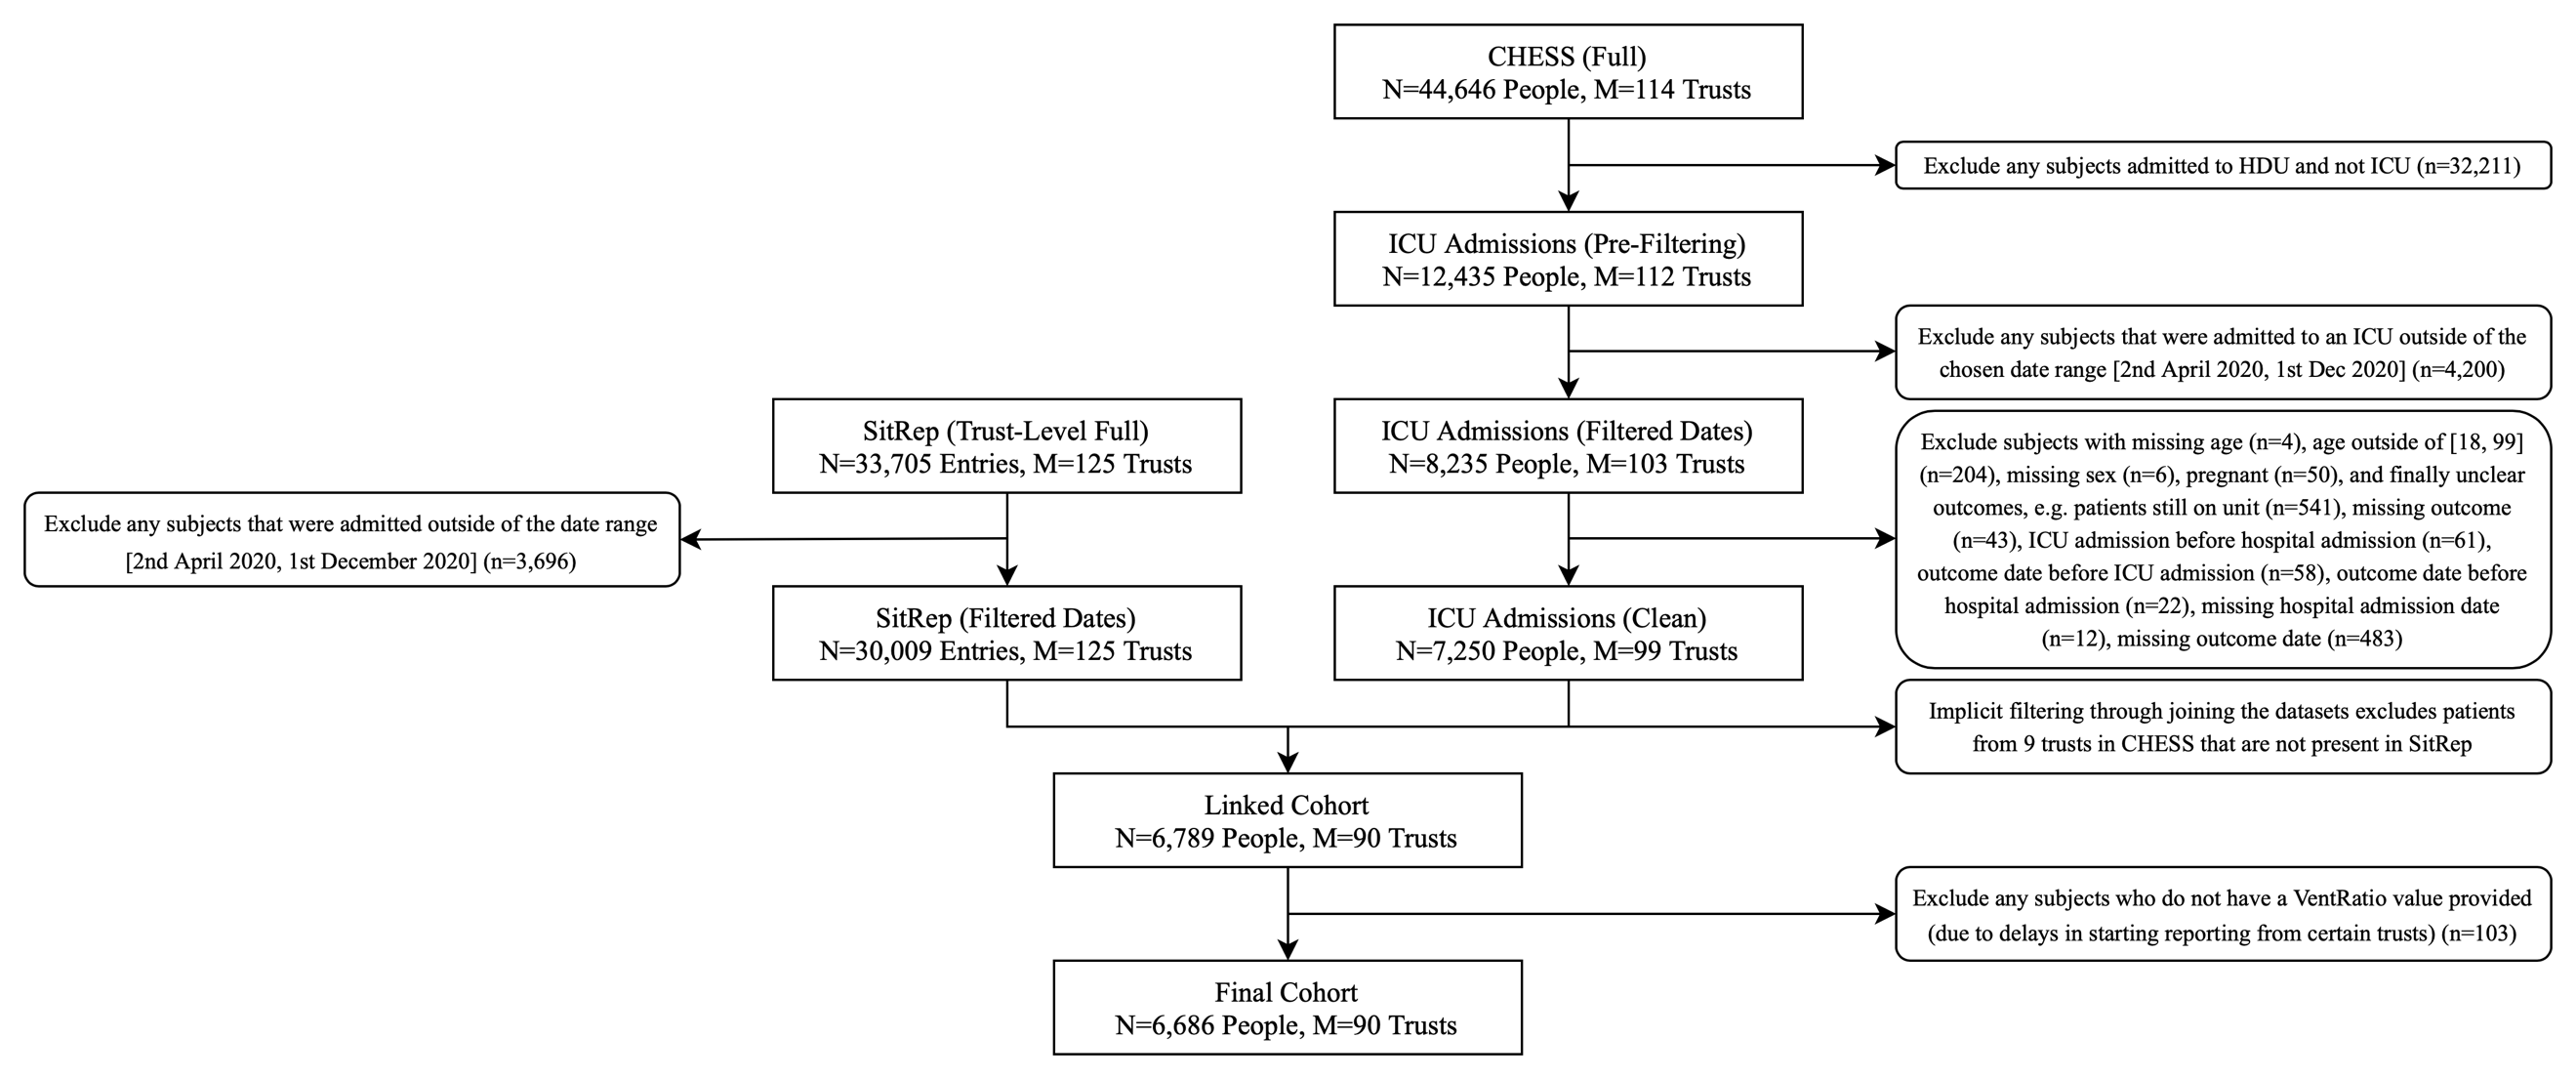 CHESS (Full)
N=44,646 People, M=114 Trusts
Exclude any subjects admitted to HDU and not ICU (n=32,211)
ICU Admissions (Pre-Filtering)
N=12,435 People, M=112 Trusts
Exclude any subjects that were admitted to an ICU outside of the
chosen date range [2nd April 2020, 1st Dec 2020] (n=4,200)
SitRep (Trust-Level Full)
N=33,705 Entries, M=125 Trusts
ICU Admissions (Filtered Dates)
N=8,235 People, M=103 Trusts
Exclude any subjects that were admitted outside of the date range
[2nd April 2020, 1st December 2020] (n=3,696)
Exclude subjects with missing age (n=4), age outside of [18, 99]
(n=204), missing sex (n=6), pregnant (n=50), and finally unclear
outcomes, e.g. patients still on unit (n=541), missing outcome
(n=43), ICU admission before hospital admission (n=61),
outcome date before ICU admission (n=58), outcome date before
hospital admission (n=22), missing hospital admission date
(n=12), missing outcome date (n=483)
SitRep (Filtered Dates)
N=30,009 Entries, M=125 Trusts
ICU Admissions (Clean)
N=7,250 People, M=99 Trusts
Implicit filtering through joining the datasets excludes patients
from 9 trusts in CHESS that are not present in SitRep
Linked Cohort
N=6,789 People, M=90 Trusts
Exclude any subjects who do not have a VentRatio value provided
(due to delays in starting reporting from certain trusts) (n=103)
Final Cohort
N=6,686 People, M=90 Trusts